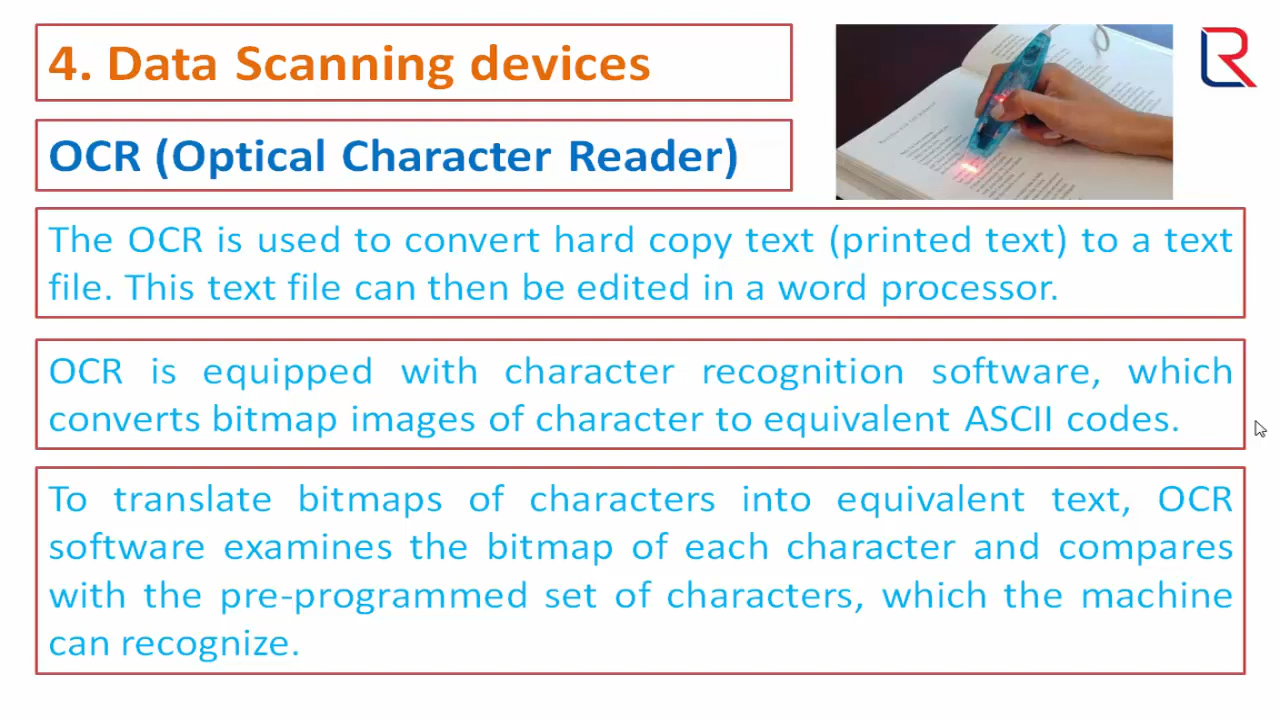 4. Data Scanning devices
OCR (Optical Character Reader)
The OCR is used to convert hard copy text (printed text) to a text
file. This text file can then be edited in a word processor.
OCR is equipped with character recognition software, which
converts bitmap images of character to equivalent ASCII codes.
To translate bitmaps of characters into equivalent text, OCR
software examines the bitmap of each character and compares
with the pre-programmed set of characters, which the machine
can recognize.